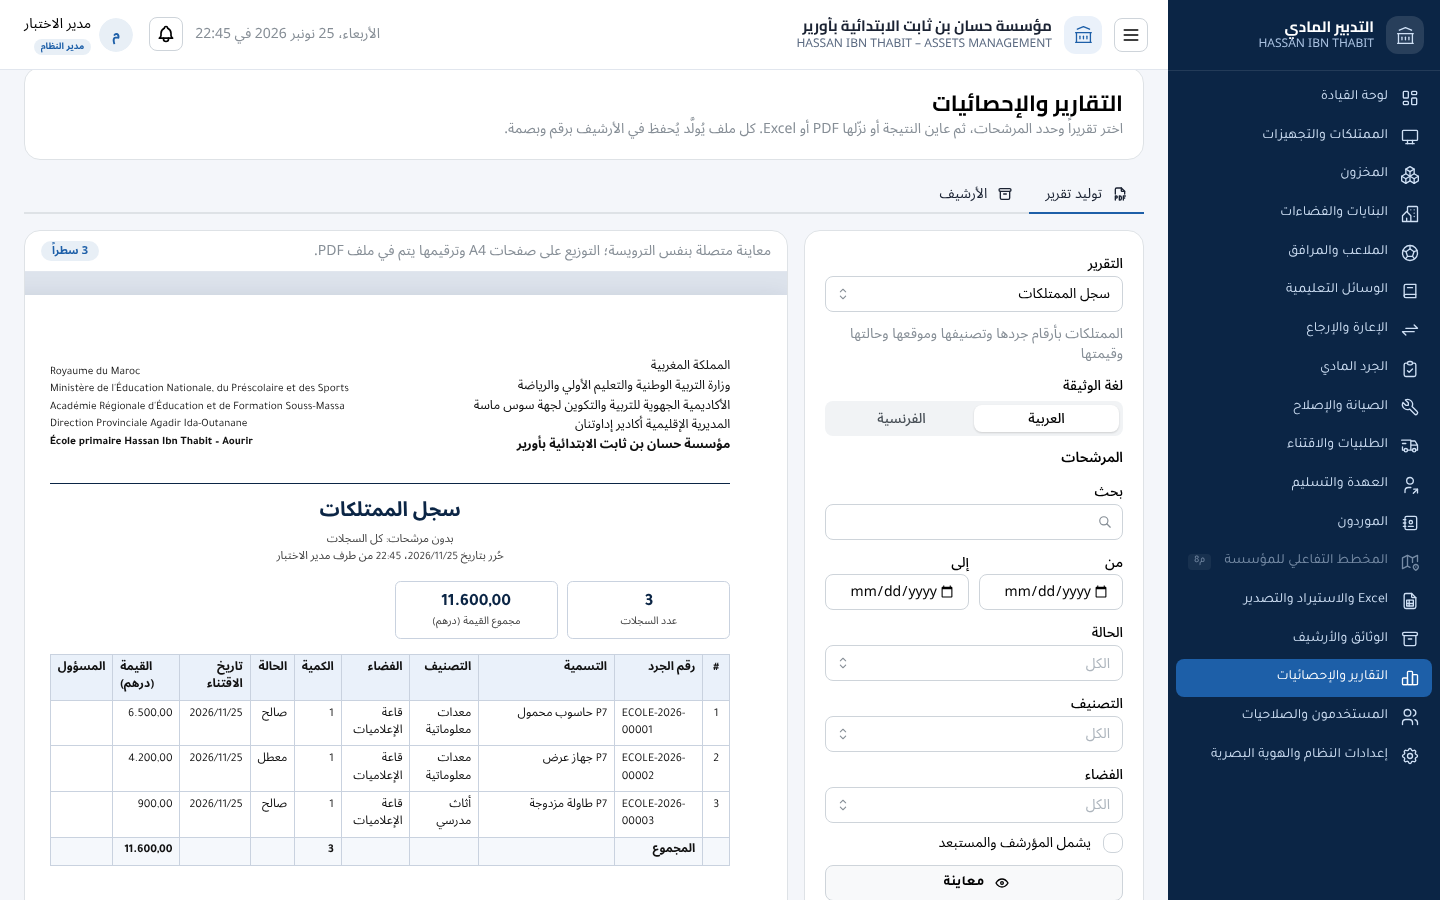 التدبير المادي
HASSAN IBN THABIT
لوحة القيادة
الممتلكات والتجهيزات
المخزون
البنايات والفضاءات
الملاعب والمرافق
الوسائل التعليمية
الإعارة والإرجاع
الجرد المادي
الصيانة والإصلاح
الطلبيات والاقتناء
العهدة والتسليم
الموردون
المخطط التفاعلي للمؤسسة
م8
Excel والاستيراد والتصدير
الوثائق والأرشيف
التقارير والإحصائيات
المستخدمون والصلاحيات
إعدادات النظام والهوية البصرية
مؤسسة حسان بن ثابت الابتدائية بأورير
HASSAN IBN THABIT – ASSETS MANAGEMENT
الأربعاء، 25 نونبر 2026 في 22:45
م
مدير الاختبار
مدير النظام
التقارير والإحصائيات
اختر تقريراً وحدد المرشحات، ثم عاين النتيجة أو نزّلها PDF أو Excel. كل ملف يُولَّد يُحفظ في الأرشيف برقم وبصمة.
توليد تقرير
PDF
الأرشيف
التقرير
سجل الممتلكات
الممتلكات بأرقام جردها وتصنيفها وموقعها وحالتها
وقيمتها
لغة الوثيقة
العربية
الفرنسية
المرشحات
بحث
من
إلى
mm/dd/yyyy
mm/dd/yyyy
الحالة
الكل
التصنيف
الكل
الفضاء
الكل
يشمل المؤرشف والمستبعد
معاينة
معاينة متصلة بنفس الترويسة؛ التوزيع على صفحات A4 وترقيمها يتم في ملف PDF.
3 سطراً
المملكة المغربية
وزارة التربية الوطنية والتعليم الأولي والرياضة
الأكاديمية الجهوية للتربية والتكوين لجهة سوس ماسة
المديرية الإقليمية أكادير إداوتنان
مؤسسة حسان بن ثابت الابتدائية بأورير
Royaume du Maroc
Ministère de l'Éducation Nationale, du Préscolaire et des Sports
Académie Régionale d'Éducation et de Formation Souss-Massa
Direction Provinciale Agadir Ida-Outanane
École primaire Hassan Ibn Thabit - Aourir
سجل الممتلكات
بدون مرشحات: كل السجلات
حُرر بتاريخ 2026/11/25، 22:45 من طرف مدير الاختبار
3
عدد السجلات
11.600,00
مجموع القيمة (درهم)
# رقم الجرد التسمية التصنيف الفضاء الكمية الحالة تاريخ الاقتناء القيمة (درهم) المسؤول
1 ECOLE-2026-00001 P7 حاسوب محمول معدات معلوماتية قاعة الإعلاميات 1 صالح 2026/11/25 6.500,00
2 ECOLE-2026-00002 P7 جهاز عرض معدات معلوماتية قاعة الإعلاميات 1 معطل 2026/11/25 4.200,00
3 ECOLE-2026-00003 P7 طاولة مزدوجة أثاث مدرسي قاعة الإعلاميات 1 صالح 2026/11/25 900,00
المجموع 3 11.600,00